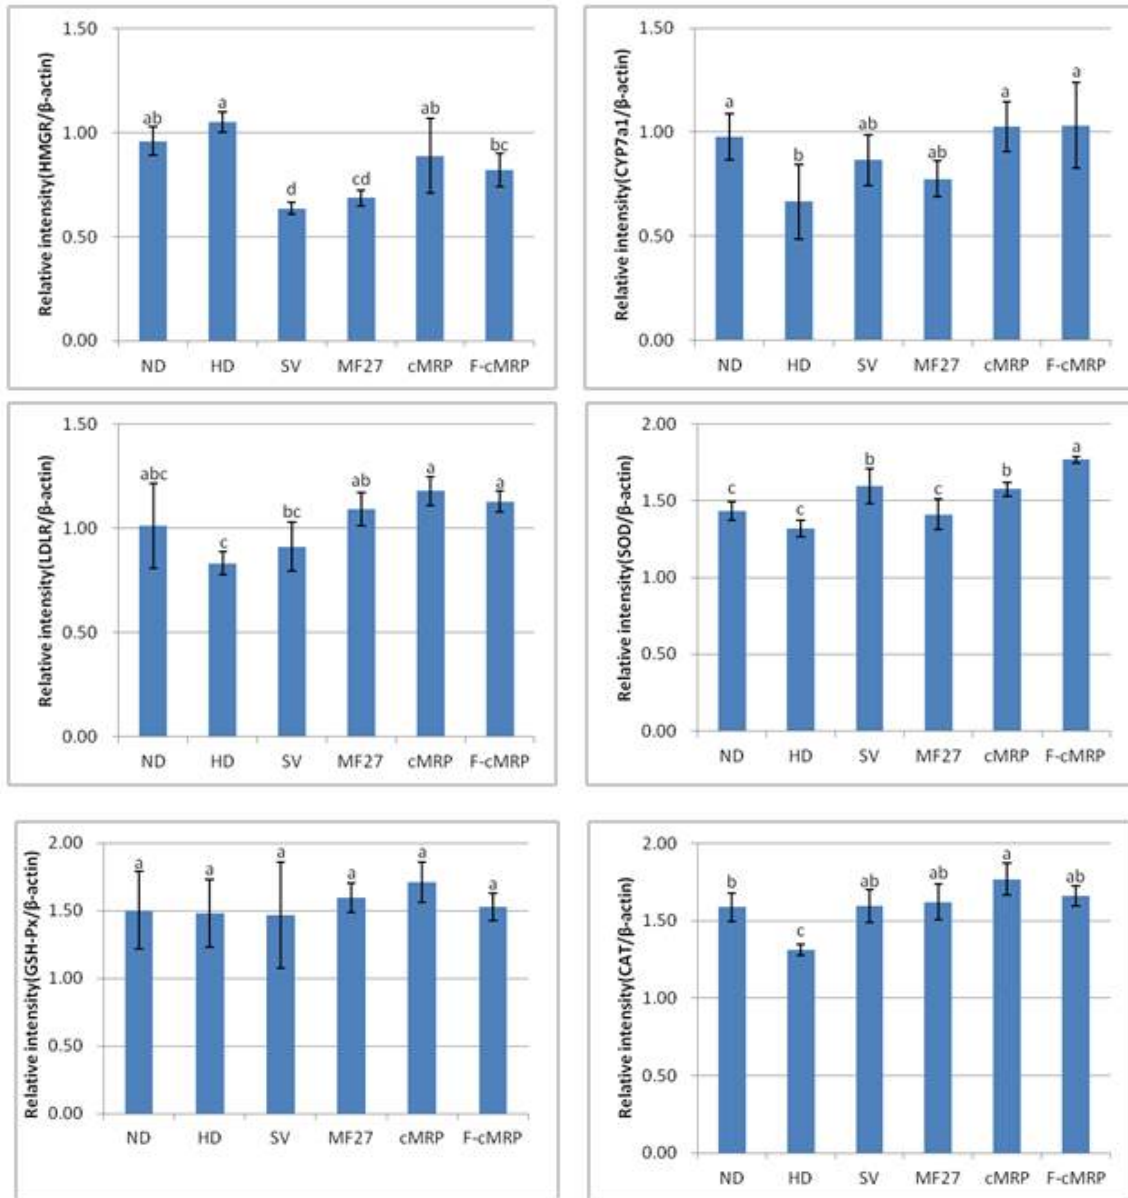 Relative intensity(HMGR/β-actin)
1.50
1.00
0.50
0.00
ab
a
d
cd
ab
bc
ND HD SV MF27 cMRP F-cMRP
Relative intensity(CYP7a1/β-actin)
1.50
1.00
0.50
0.00
a
b
ab
ab
a
a
ND HD SV MF27 cMRP F-cMRP
Relative intensity(LDLR/β-actin)
1.50
1.00
0.50
0.00
abc
c
bc
ab
a
a
ND HD SV MF27 cMRP F-cMRP
Relative intensity(SOD/β-actin)
2.00
1.50
1.00
0.50
0.00
c
c
b
c
b
a
ND HD SV MF27 cMRP F-cMRP
Relative intensity(GSH-Px/β-actin)
2.00
1.50
1.00
0.50
0.00
a
a
a
a
a
a
ND HD SV MF27 cMRP F-cMRP
Relative intensity(CAT/β-actin)
2.00
1.50
1.00
0.50
0.00
b
c
ab
ab
a
ab
ND HD SV MF27 cMRP F-cMRP